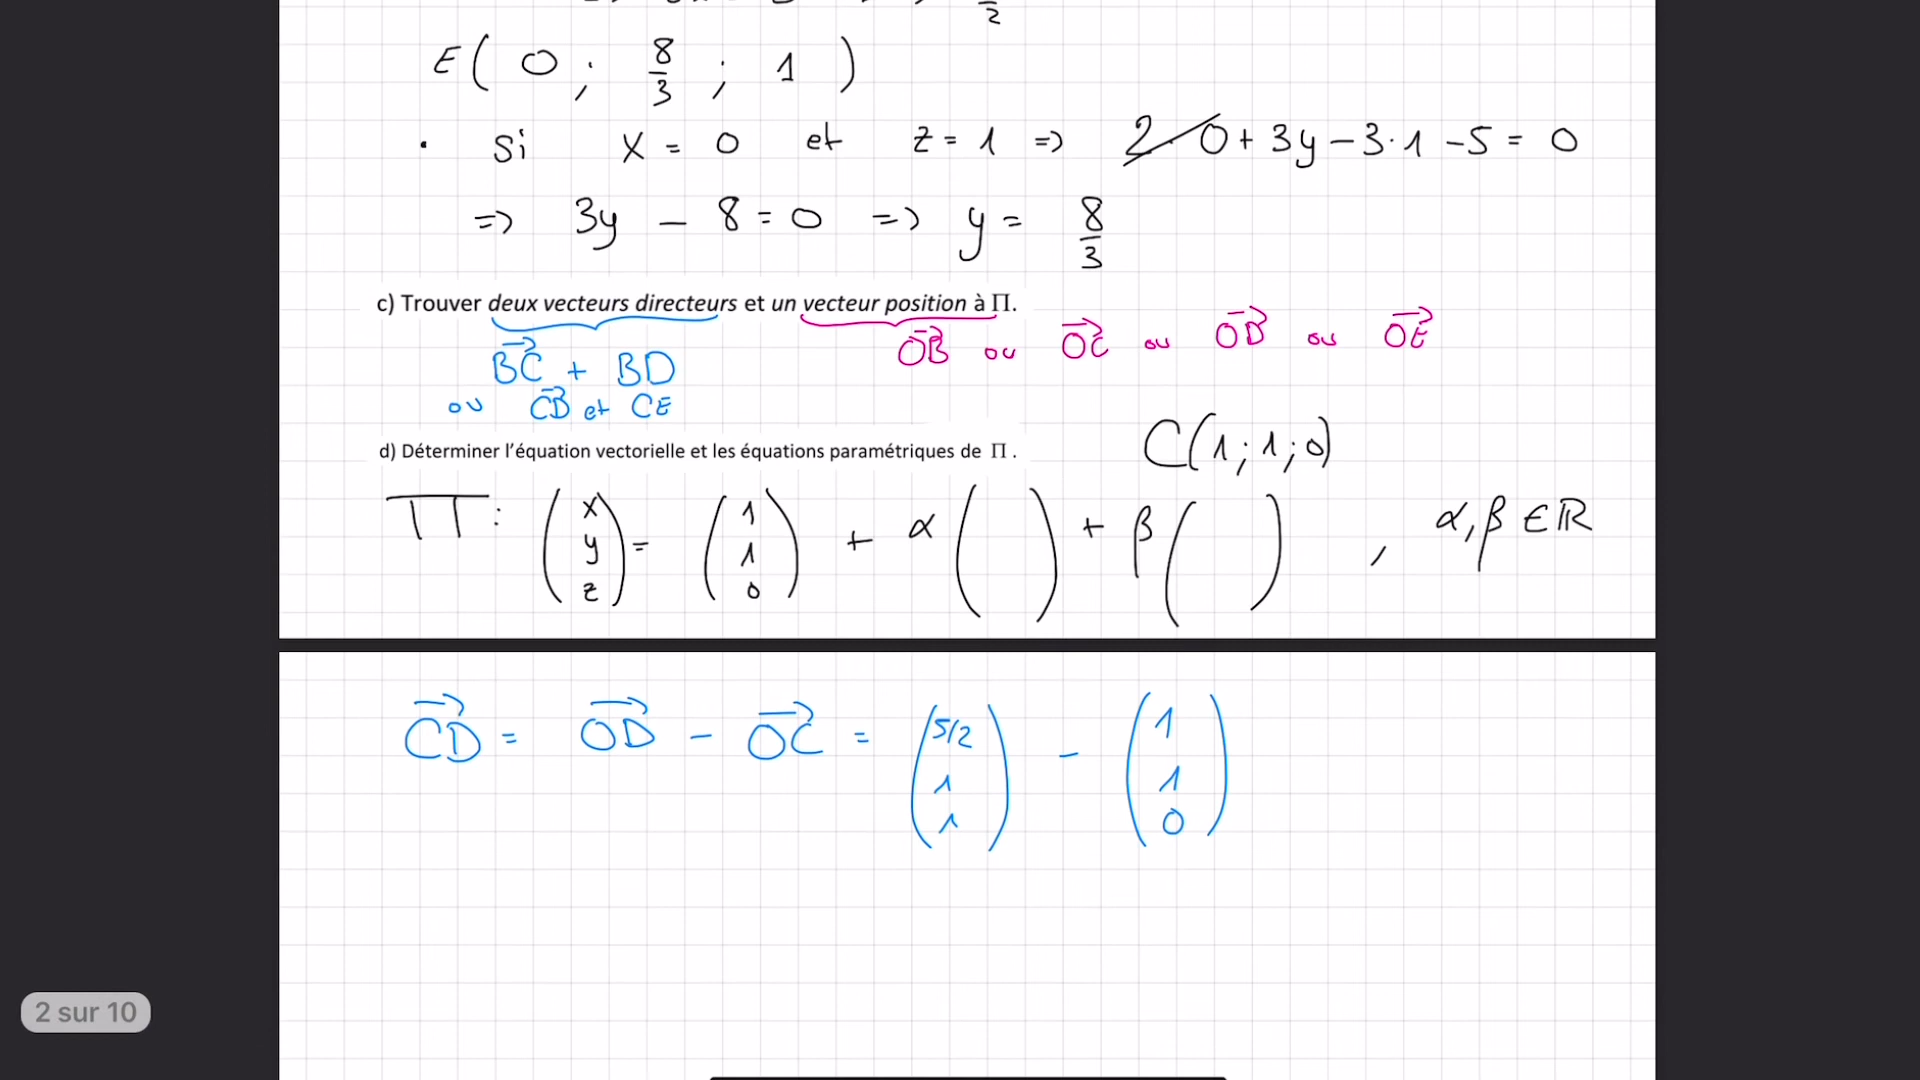 E( 0 ; 8/3 ; 1 )
• Si x = 0 et z = 1 => 2·0 + 3y - 3·1 - 5 = 0
=> 3y - 8 = 0 => y = 8/3
c) Trouver deux vecteurs directeurs et un vecteur position à Π.
OB ou OC ou OD ou OE
BC + BD
ou CD et CE
C(1;1;0)
d) Déterminer l'équation vectorielle et les équations paramétriques de Π .
Π : (x y z) = (1 1 0) + α ( ) + β ( ) , α, β ∈ ℝ
CD = OD - OC = (5/2 1 1) - (1 1 0)
2 sur 10